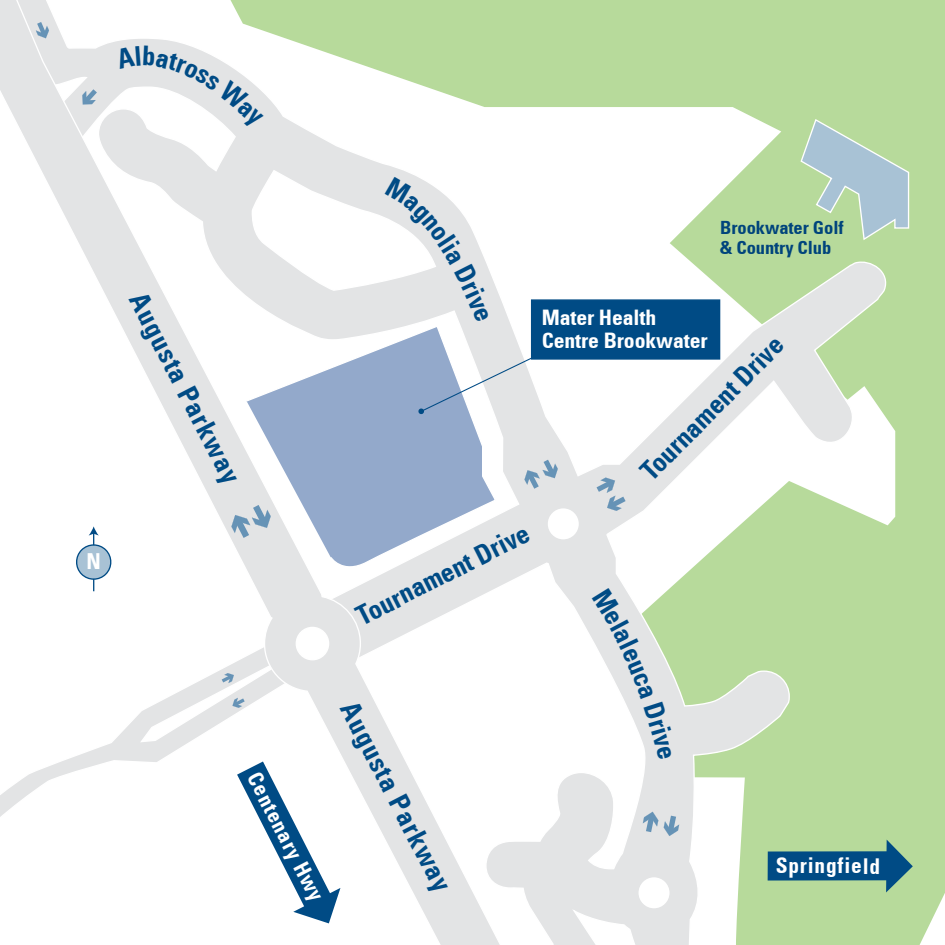 Albatross Way
Magnolia Drive
Brookwater Golf
& Country Club
Augusta Parkway
Mater Health
Centre Brookwater
Tournament Drive
N
Tournament Drive
Melaleuca Drive
Augusta Parkway
Centenary Hwy
Springfield